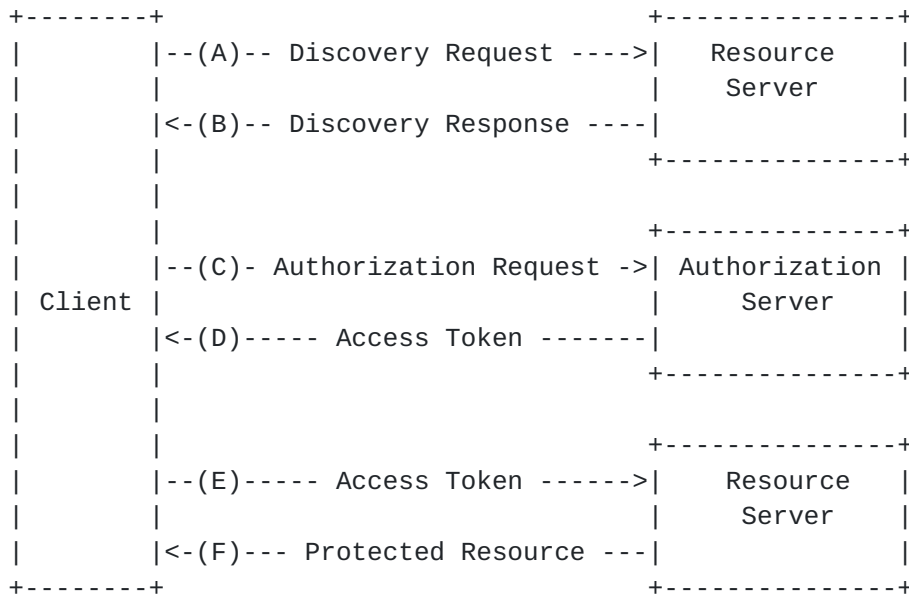 +--------+                               +---------------+
|        |--(A)-- Discovery Request ---->|   Resource    |
|        |                               |    Server     |
|        |<-(B)-- Discovery Response ----|               |
|        |                               +---------------+
|        |
|        |                               +---------------+
|        |--(C)- Authorization Request ->| Authorization |
| Client |                               |     Server    |
|        |<-(D)----- Access Token -------|               |
|        |                               +---------------+
|        |
|        |                               +---------------+
|        |--(E)----- Access Token ------>|    Resource   |
|        |                               |     Server    |
|        |<-(F)--- Protected Resource ---|               |
+--------+                               +---------------+